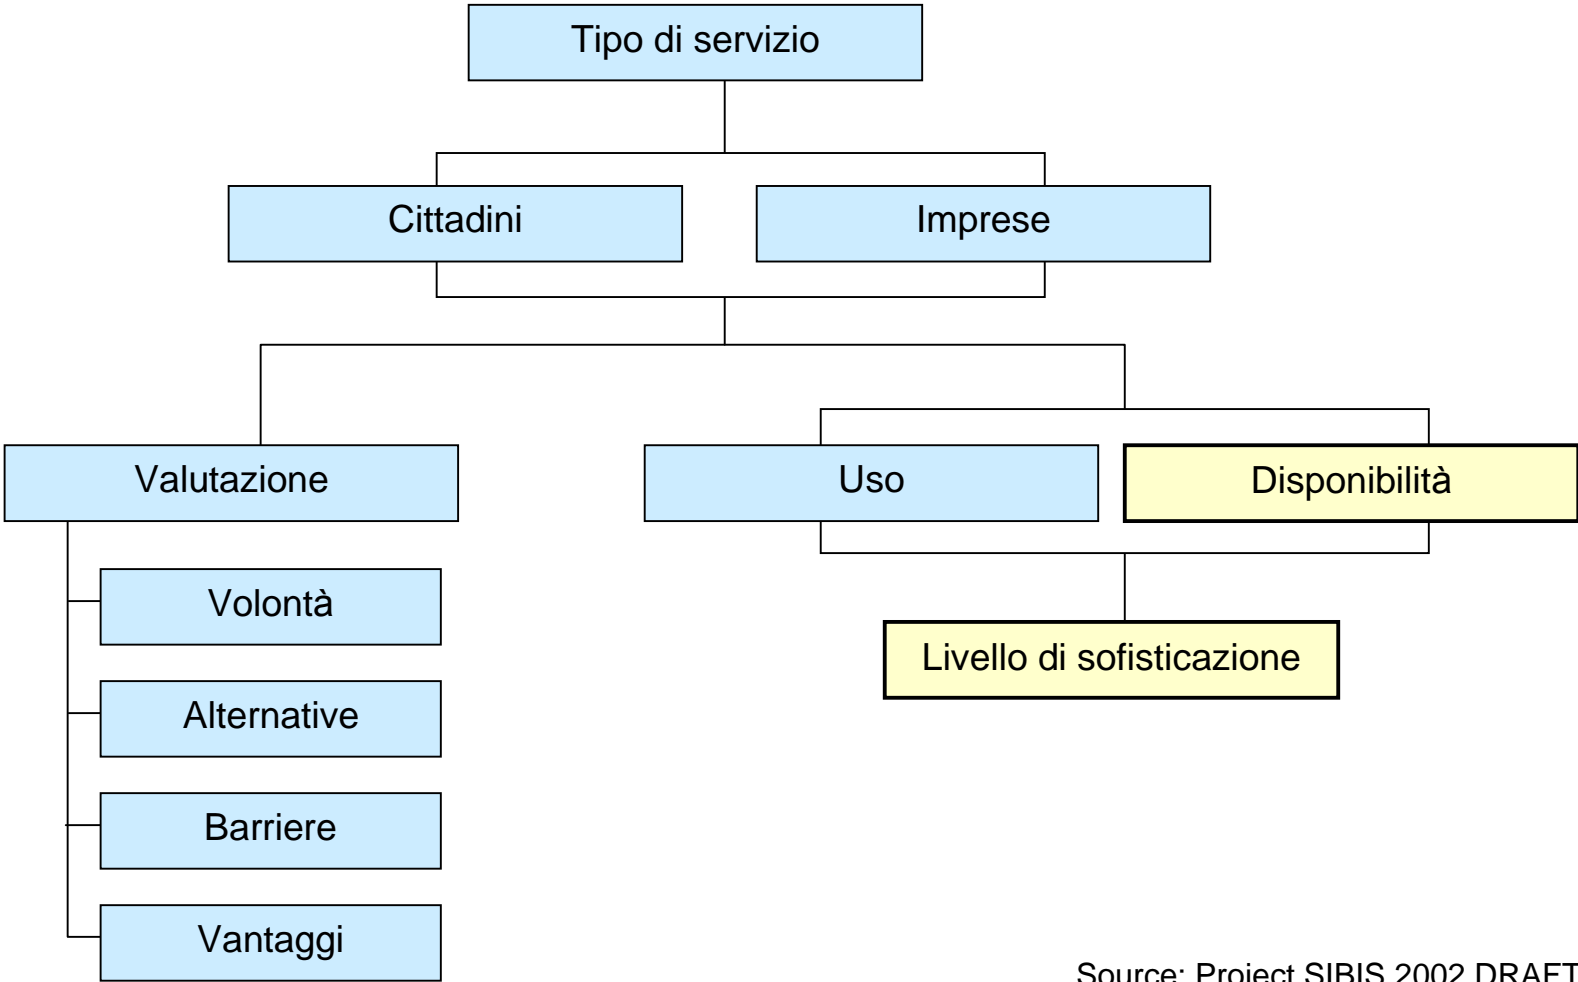 Tipo di servizio
Cittadini
Imprese
Valutazione
Uso
Disponibilità
Volontà
Livello di sofisticazione
Alternative
Barriere
Vantaggi
Source: Project SIBIS 2002 DRAFT